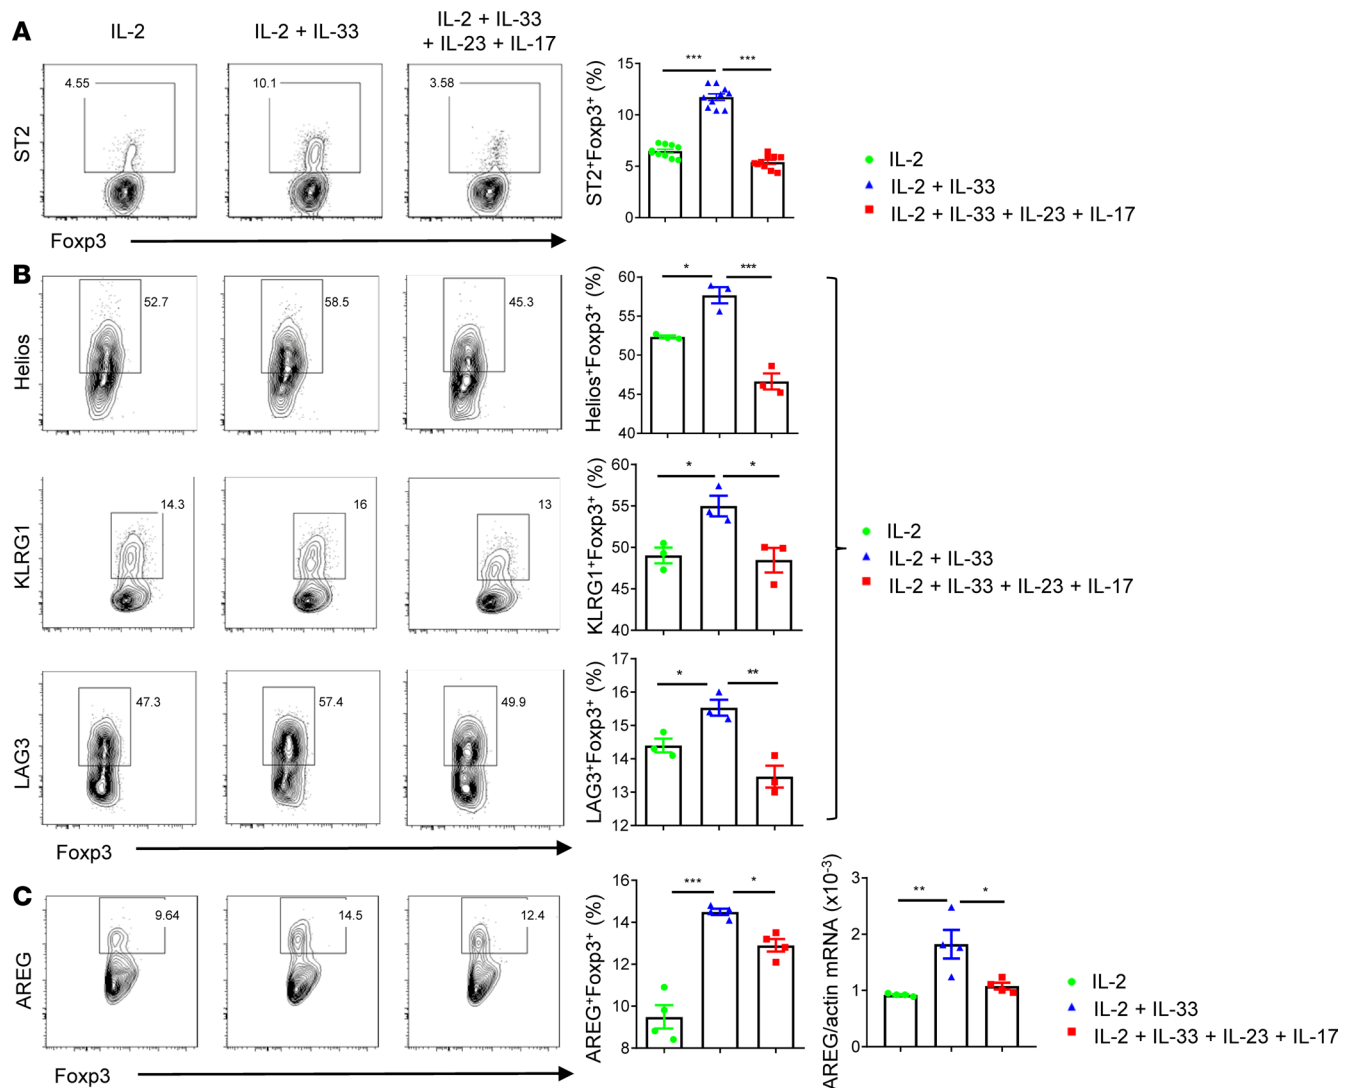 A
IL-2
IL-2 + IL-33
IL-2 + IL-33
+ IL-23 + IL-17
4.55
10.1
3.58
ST2
Foxp3
ST2+Foxp3+ (%)
15
10
5
0
***
***
IL-2
IL-2 + IL-33
IL-2 + IL-33 + IL-23 + IL-17
B
52.7
58.5
45.3
Helios
Helios+Foxp3+ (%)
60
55
50
45
40
*
***
14.3
16
13
KLRG1
KLRG1+Foxp3+ (%)
60
55
50
45
40
*
*
IL-2
IL-2 + IL-33
IL-2 + IL-33 + IL-23 + IL-17
47.3
57.4
49.9
LAG3
Foxp3
LAG3+Foxp3+ (%)
17
16
15
14
13
12
*
**
C
9.64
14.5
12.4
AREG
Foxp3
AREG+Foxp3+ (%)
16
14
12
10
8
***
*
AREG/actin mRNA (x10-3)
3
2
1
0
**
*
IL-2
IL-2 + IL-33
IL-2 + IL-33 + IL-23 + IL-17